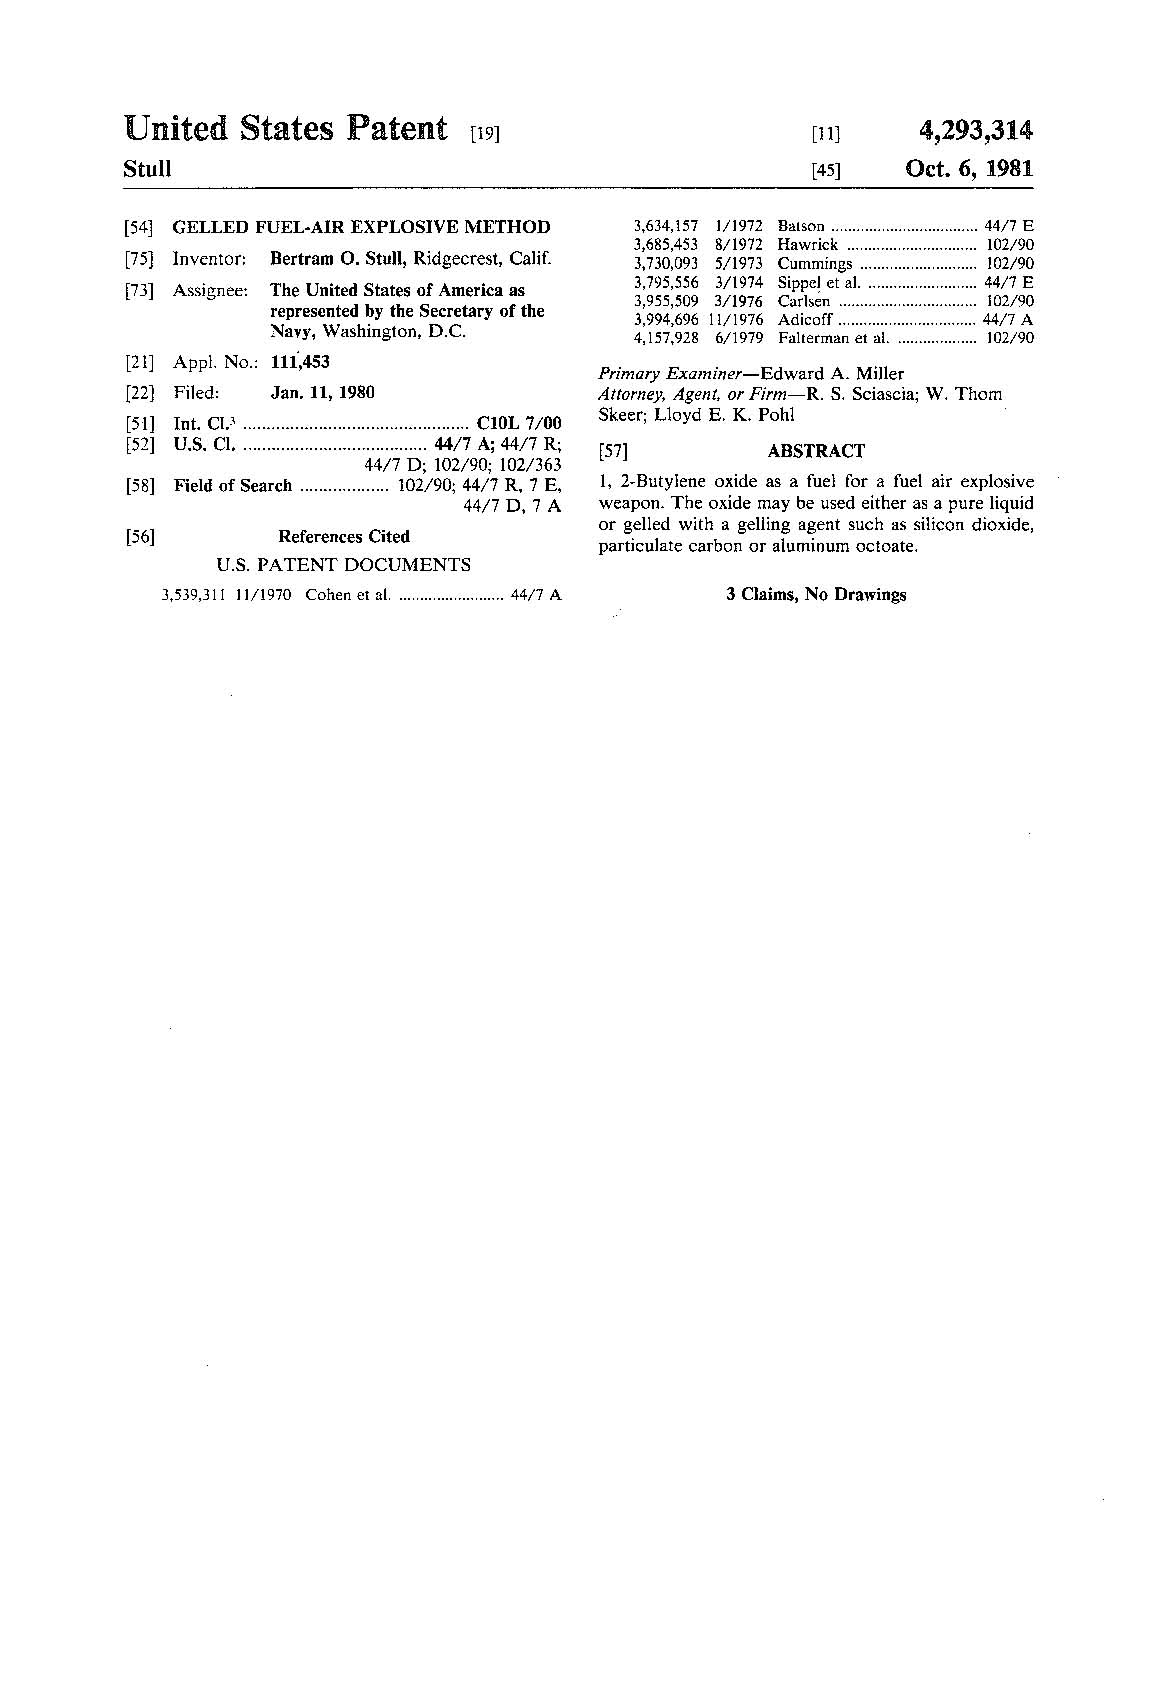 United States Patent [19]
[11] 4,293,314
Stull
[45] Oct. 6, 1981
[54] GELLED FUEL-AIR EXPLOSIVE METHOD
[75] Inventor: Bertram O. Stull, Ridgecrest, Calif.
[73] Assignee: The United States of America as
represented by the Secretary of the
Navy, Washington, D.C.
[21] Appl. No.: 111,453
[22] Filed: Jan. 11, 1980
[51] Int. Cl.³ ................................................ C10L 7/00
[52] U.S. Cl. ....................................... 44/7 A; 44/7 R;
44/7 D; 102/90; 102/363
[58] Field of Search ................... 102/90; 44/7 R, 7 E,
44/7 D, 7 A
[56] References Cited
U.S. PATENT DOCUMENTS
3,539,311 11/1970 Cohen et al. ......................... 44/7 A
3,634,157 1/1972 Batson ................................... 44/7 E
3,685,453 8/1972 Hawrick ............................... 102/90
3,730,093 5/1973 Cummings ............................ 102/90
3,795,556 3/1974 Sippel et al. .......................... 44/7 E
3,955,509 3/1976 Carlsen ................................. 102/90
3,994,696 11/1976 Adicoff ................................. 44/7 A
4,157,928 6/1979 Falterman et al. ................... 102/90
Primary Examiner—Edward A. Miller
Attorney, Agent, or Firm—R. S. Sciascia; W. Thom
Skeer; Lloyd E. K. Pohl
[57] ABSTRACT
1, 2-Butylene oxide as a fuel for a fuel air explosive
weapon. The oxide may be used either as a pure liquid
or gelled with a gelling agent such as silicon dioxide,
particulate carbon or aluminum octoate.
3 Claims, No Drawings